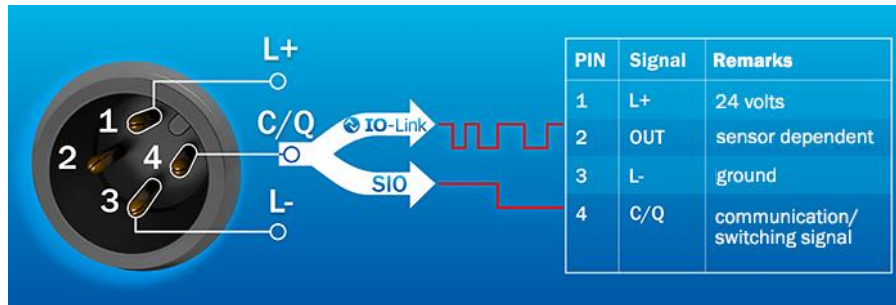 L+
1
C/Q
IO-Link
2
4
3
SIO
L-
PIN Signal Remarks
1 L+ 24 volts
2 OUT sensor dependent
3 L- ground
4 C/Q communication/
switching signal